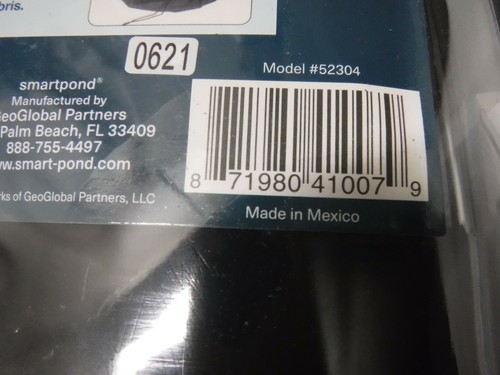 bris.
0621
Model #52304
smartpond®
Manufactured by
GeoGlobal Partners
Palm Beach, FL 33409
888-755-4497
www.smart-pond.com
8 71980 41007 9
rks of GeoGlobal Partners, LLC
Made in Mexico